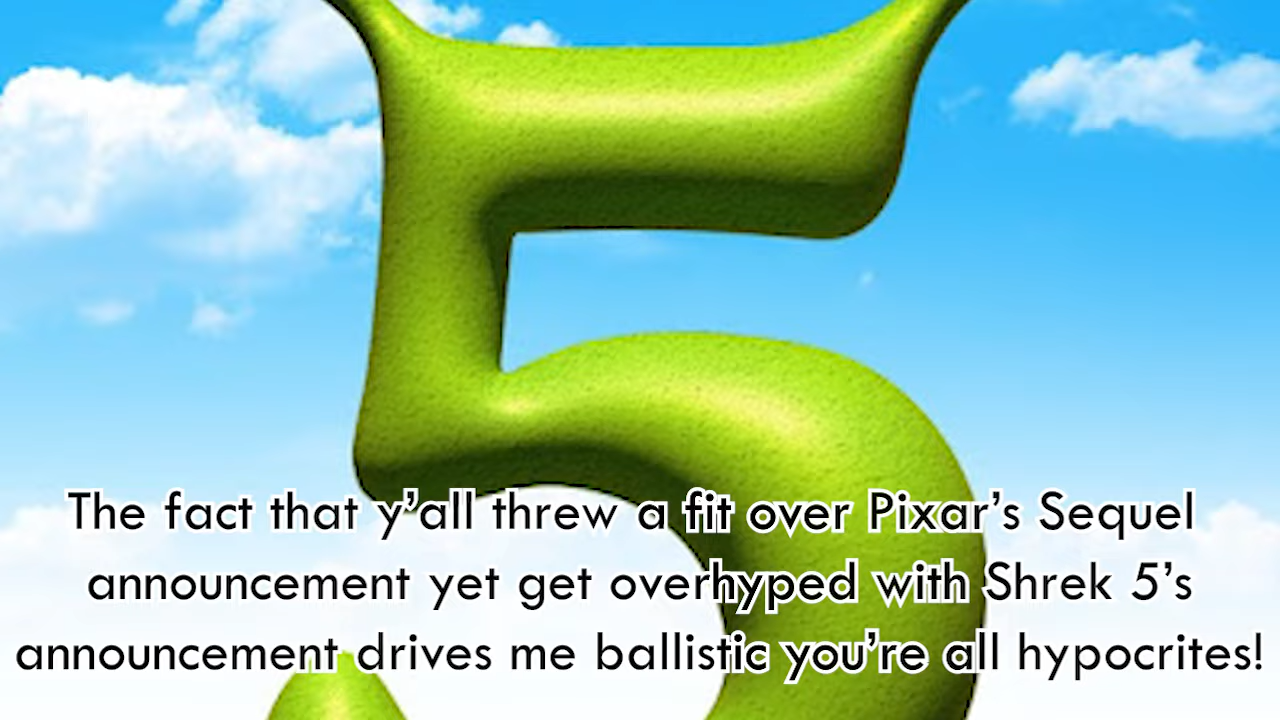 5
The fact that y’all threw a fit over Pixar’s Sequel
announcement yet get overhyped with Shrek 5’s
announcement drives me ballistic you’re all hypocrites!